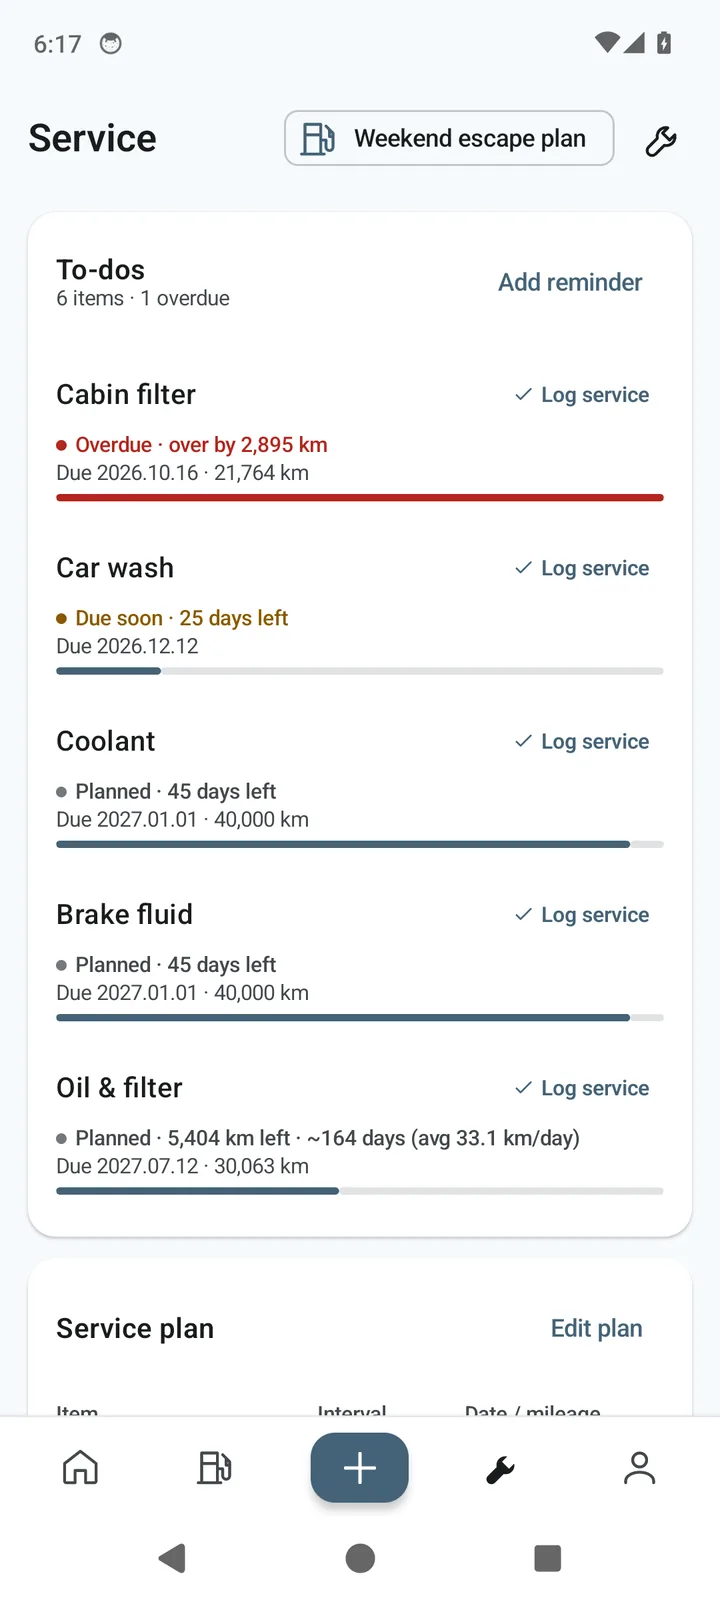 6:17
Service
Weekend escape plan
To-dos
6 items · 1 overdue
Add reminder
Cabin filter
Log service
Overdue · over by 2,895 km
Due 2026.10.16 · 21,764 km
Car wash
Log service
Due soon · 25 days left
Due 2026.12.12
Coolant
Log service
Planned · 45 days left
Due 2027.01.01 · 40,000 km
Brake fluid
Log service
Planned · 45 days left
Due 2027.01.01 · 40,000 km
Oil & filter
Log service
Planned · 5,404 km left · ~164 days (avg 33.1 km/day)
Due 2027.07.12 · 30,063 km
Service plan
Edit plan
Item
Interval
Date / mileage